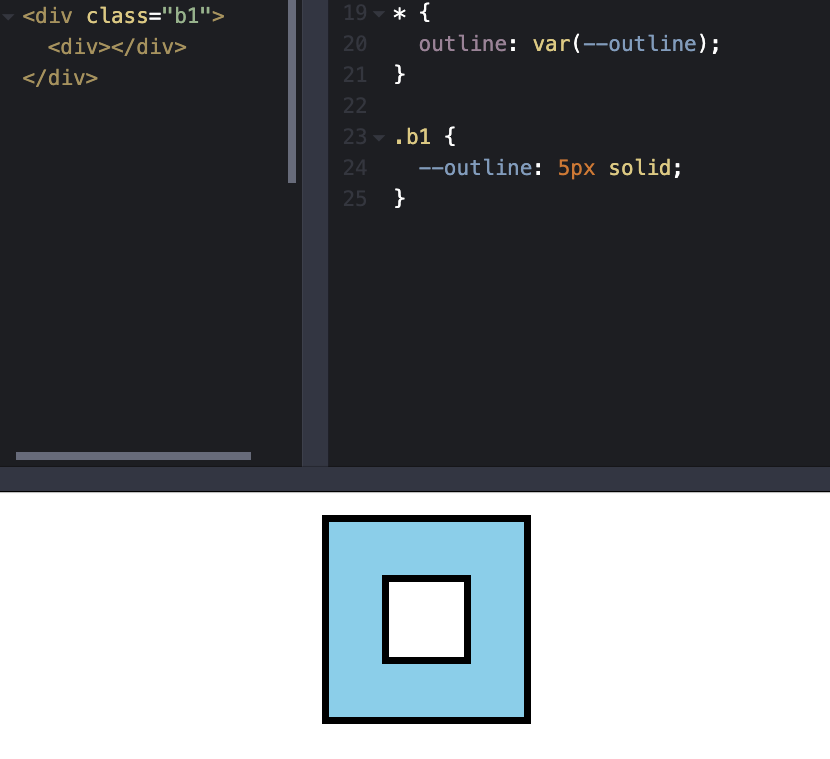 <div class="b1">
<div></div>
</div>
19 * {
20 outline: var(--outline);
21 }
22
23 .b1 {
24 --outline: 5px solid;
25 }